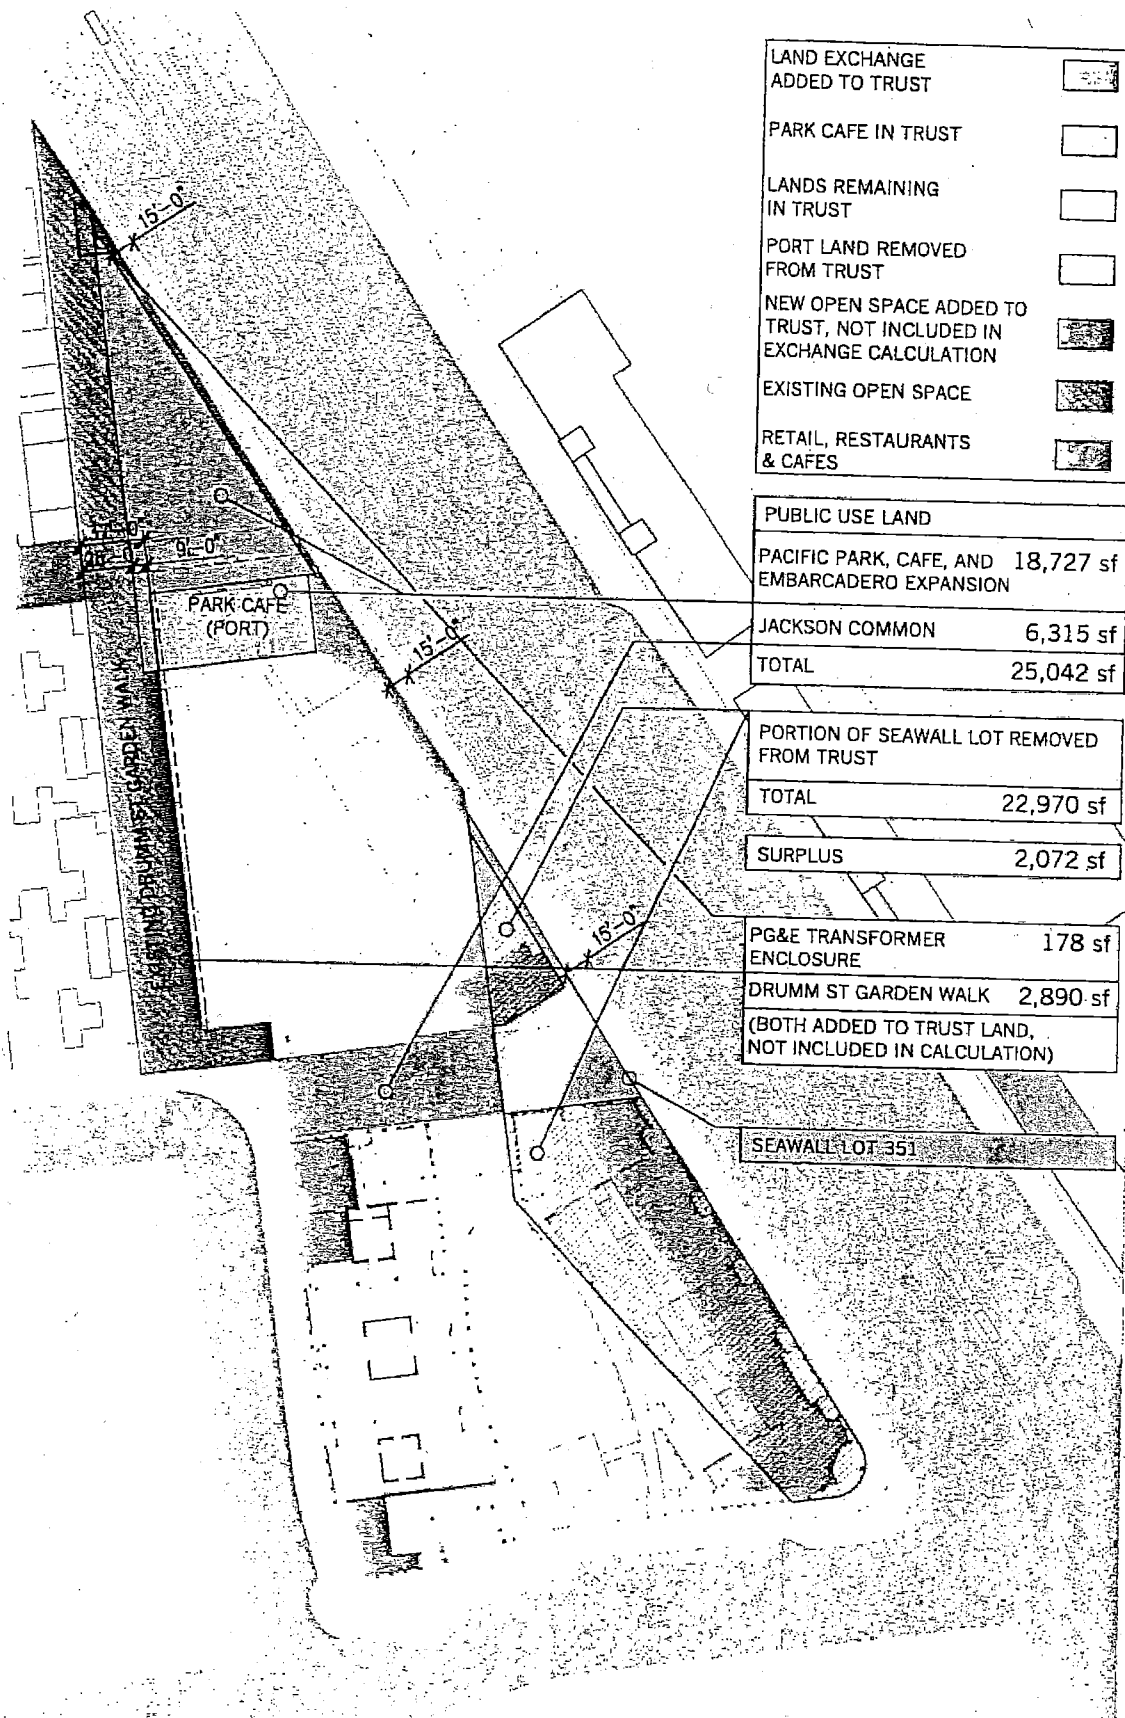 LAND EXCHANGE
ADDED TO TRUST
PARK CAFE IN TRUST
LANDS REMAINING
IN TRUST
PORT LAND REMOVED
FROM TRUST
NEW OPEN SPACE ADDED TO
TRUST, NOT INCLUDED IN
EXCHANGE CALCULATION
EXISTING OPEN SPACE
RETAIL, RESTAURANTS
& CAFES
PUBLIC USE LAND
PACIFIC PARK, CAFE, AND 18,727 sf
EMBARCADERO EXPANSION
JACKSON COMMON 6,315 sf
TOTAL 25,042 sf
PORTION OF SEAWALL LOT REMOVED
FROM TRUST
TOTAL 22,970 sf
SURPLUS 2,072 sf
PG&E TRANSFORMER 178 sf
ENCLOSURE
DRUMM ST GARDEN WALK 2,890 sf
(BOTH ADDED TO TRUST LAND,
NOT INCLUDED IN CALCULATION)
SEAWALL LOT 351
15'-0"
9'-0"
PARK CAFE
(PORT)
15'-0"
EXISTING DRUMM ST GARDEN WALK
15'-0"